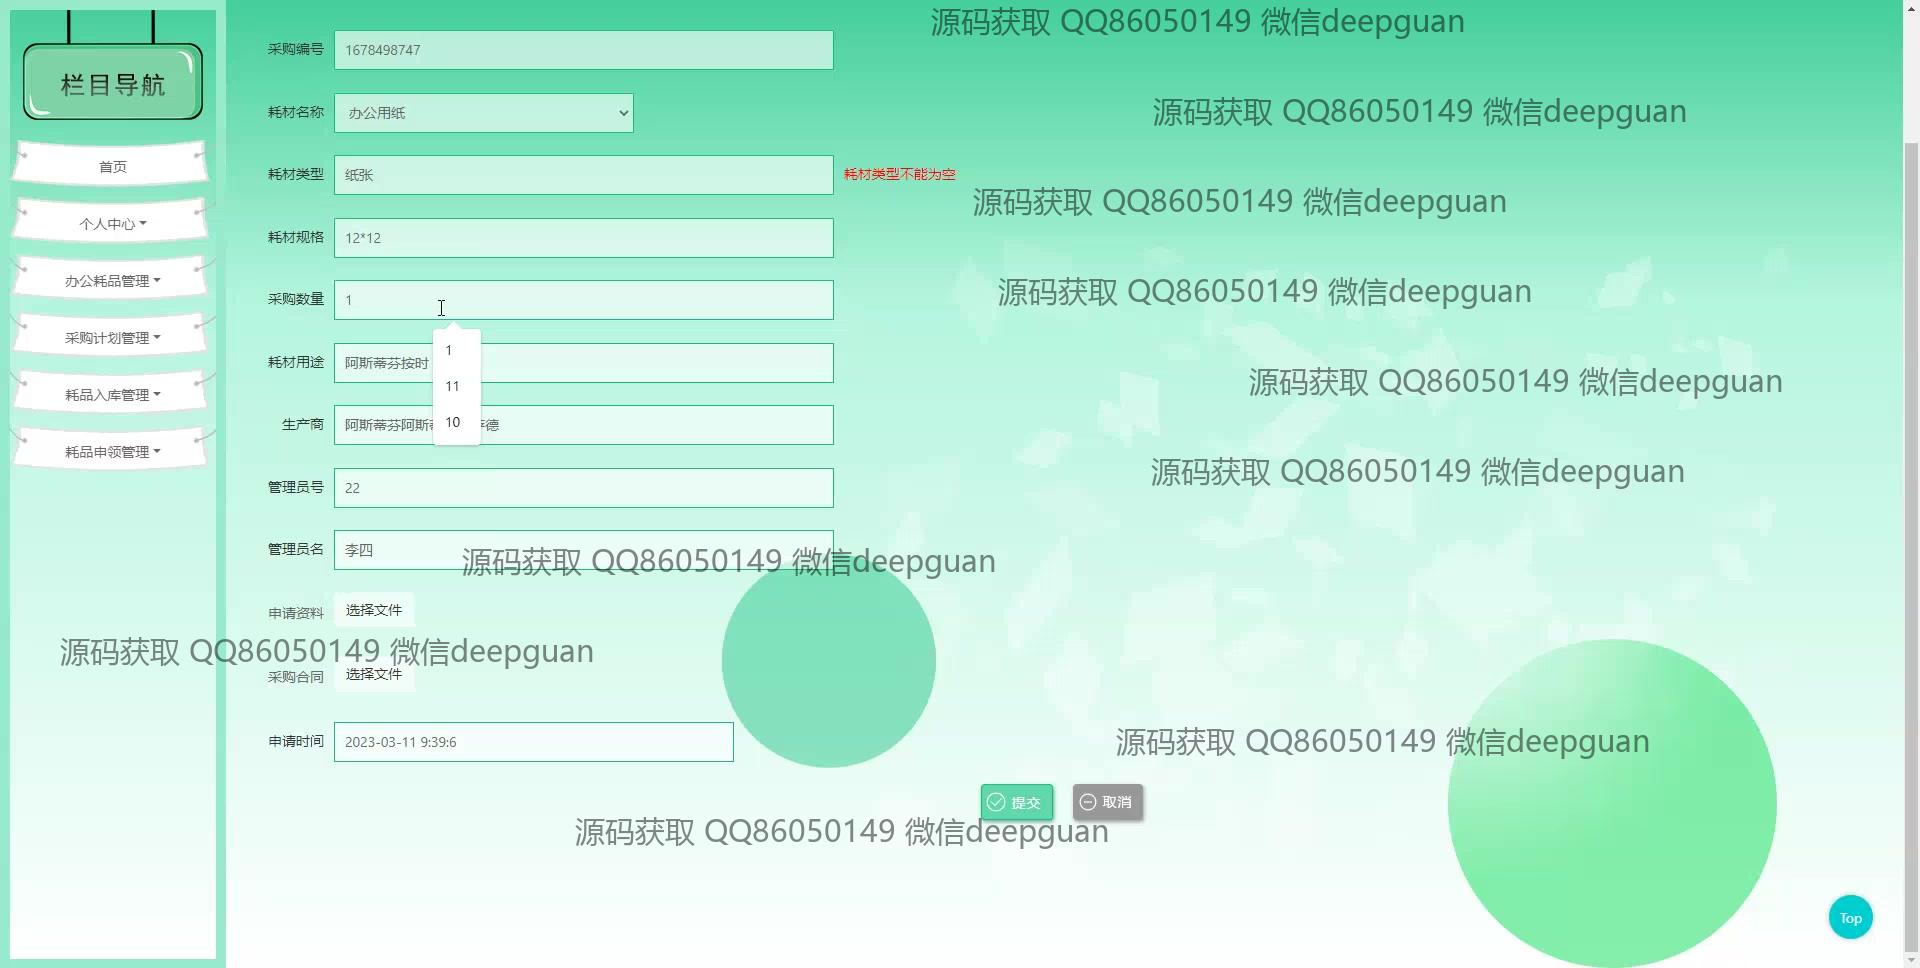 源码获取 QQ86050149 微信deepguan
栏目导航
首页
个人中心
办公耗品管理
采购计划管理
耗品入库管理
耗品申领管理
采购编号 1678498747
耗材名称 办公用纸
源码获取 QQ86050149 微信deepguan
耗材类型 纸张 耗材类型不能为空
源码获取 QQ86050149 微信deepguan
耗材规格 12*12
采购数量 1
源码获取 QQ86050149 微信deepguan
1
11
10
耗材用途 阿斯蒂芬按时
源码获取 QQ86050149 微信deepguan
生产商 阿斯蒂芬阿斯 德
源码获取 QQ86050149 微信deepguan
管理员号 22
管理员名 李四
源码获取 QQ86050149 微信deepguan
申请资料 选择文件
源码获取 QQ86050149 微信deepguan
采购合同 选择文件
申请时间 2023-03-11 9:39:6
源码获取 QQ86050149 微信deepguan
提交 取消
源码获取 QQ86050149 微信deepguan
Top